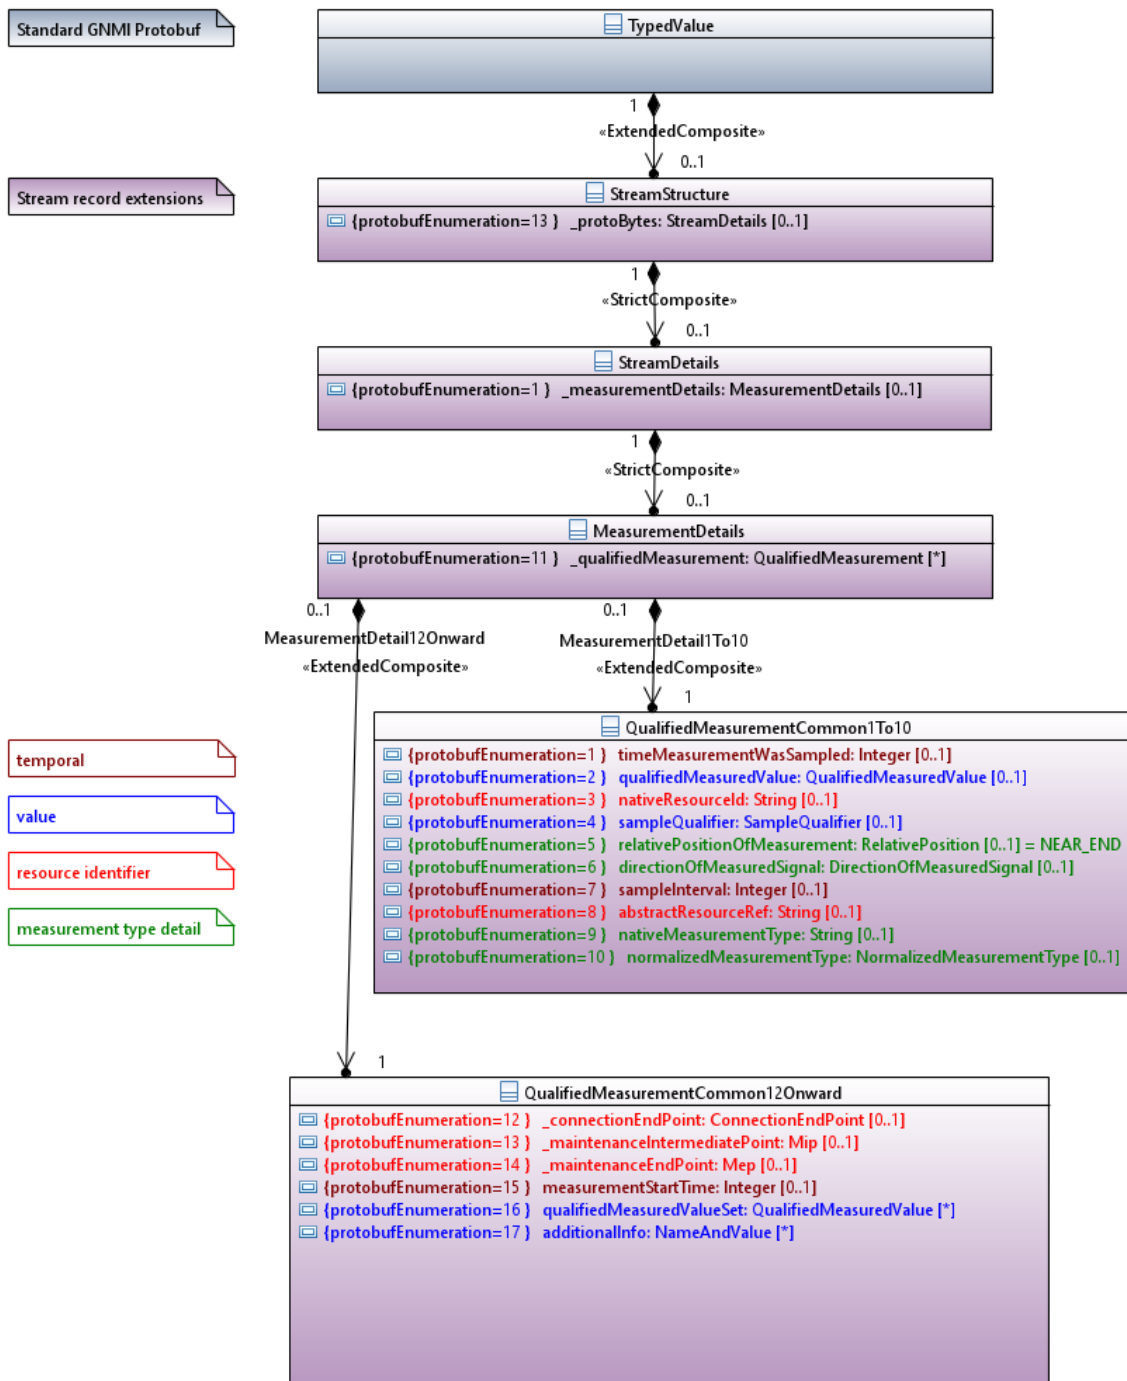 Standard GNMI Protobuf
TypedValue
1
«ExtendedComposite»
0..1
Stream record extensions
StreamStructure
{protobufEnumeration=13 } _protoBytes: StreamDetails [0..1]
1
«StrictComposite»
0..1
StreamDetails
{protobufEnumeration=1 } _measurementDetails: MeasurementDetails [0..1]
1
«StrictComposite»
0..1
MeasurementDetails
{protobufEnumeration=11 } _qualifiedMeasurement: QualifiedMeasurement [*]
0..1
0..1
MeasurementDetail12Onward
MeasurementDetail1To10
«ExtendedComposite»
«ExtendedComposite»
1
QualifiedMeasurementCommon1To10
temporal
value
resource identifier
measurement type detail
{protobufEnumeration=1 } timeMeasurementWasSampled: Integer [0..1]
{protobufEnumeration=2 } qualifiedMeasuredValue: QualifiedMeasuredValue [0..1]
{protobufEnumeration=3 } nativeResourceId: String [0..1]
{protobufEnumeration=4 } sampleQualifier: SampleQualifier [0..1]
{protobufEnumeration=5 } relativePositionOfMeasurement: RelativePosition [0..1] = NEAR_END
{protobufEnumeration=6 } directionOfMeasuredSignal: DirectionOfMeasuredSignal [0..1]
{protobufEnumeration=7 } sampleInterval: Integer [0..1]
{protobufEnumeration=8 } abstractResourceRef: String [0..1]
{protobufEnumeration=9 } nativeMeasurementType: String [0..1]
{protobufEnumeration=10 } normalizedMeasurementType: NormalizedMeasurementType [0..1]
1
QualifiedMeasurementCommon12Onward
{protobufEnumeration=12 } _connectionEndPoint: ConnectionEndPoint [0..1]
{protobufEnumeration=13 } _maintenanceIntermediatePoint: Mip [0..1]
{protobufEnumeration=14 } _maintenanceEndPoint: Mep [0..1]
{protobufEnumeration=15 } measurementStartTime: Integer [0..1]
{protobufEnumeration=16 } qualifiedMeasuredValueSet: QualifiedMeasuredValue [*]
{protobufEnumeration=17 } additionalInfo: NameAndValue [*]